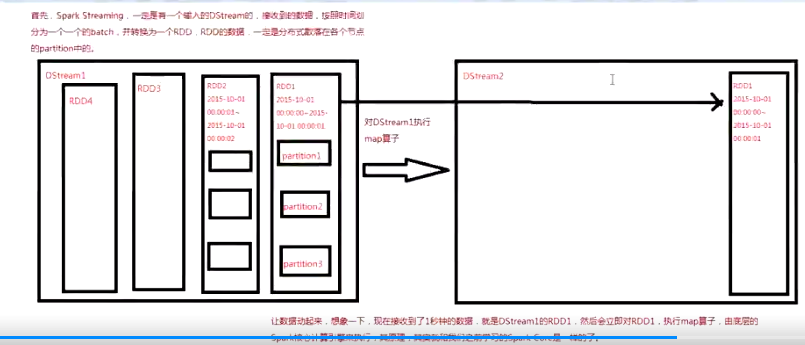 首先，Spark Streaming，一定是有一个输入的DStream的，接收到的数据，按照时间划
分为一个一个的batch，并转换为一个RDD，RDD的数据，一定是分布式散落在各个节点
的partition中的。
DStream1
RDD4
RDD3
RDD2
2015-10-01
00:00:01~
2015-10-01
00:00:02
RDD1
2015-10-01
00:00:00~2015-
10-01 00:00:01
partition1
partition2
partition3
对DStream1执行
map算子
DStream2
RDD1
2015-10-01
00:00:00~
2015-10-01
00:00:01
让数据动起来，想象一下，现在接收到了1秒钟的数据，就是DStream1的RDD1，然后会立即对RDD1，执行map算子，由底层的